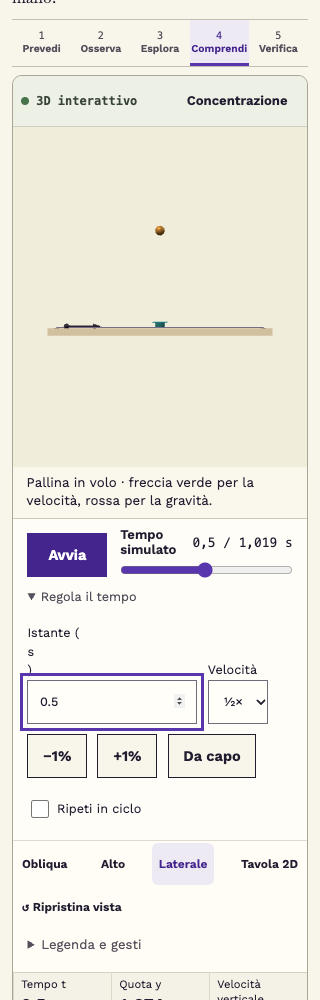 1
Prevedi
2
Osserva
3
Esplora
4
Comprendi
5
Verifica
3D interattivo
Concentrazione
Pallina in volo · freccia verde per la
velocità, rossa per la gravità.
Avvia
Tempo
simulato
0,5 / 1,019 s
▼ Regola il tempo
Istante (
s
)
Velocità
0.5
½×
−1%
+1%
Da capo
Ripeti in ciclo
Obliqua
Alto
Laterale
Tavola 2D
↺ Ripristina vista
▶ Legenda e gesti
Tempo t
Quota y
Velocità